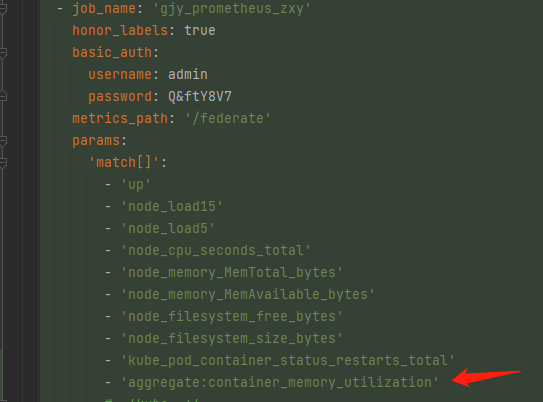 - job_name: 'gjy_prometheus_zxy'
honor_labels: true
basic_auth:
username: admin
password: Q&ftY8V7
metrics_path: '/federate'
params:
'match[]':
- 'up'
- 'node_load15'
- 'node_load5'
- 'node_cpu_seconds_total'
- 'node_memory_MemTotal_bytes'
- 'node_memory_MemAvailable_bytes'
- 'node_filesystem_free_bytes'
- 'node_filesystem_size_bytes'
- 'kube_pod_container_status_restarts_total'
- 'aggregate:container_memory_utilization'